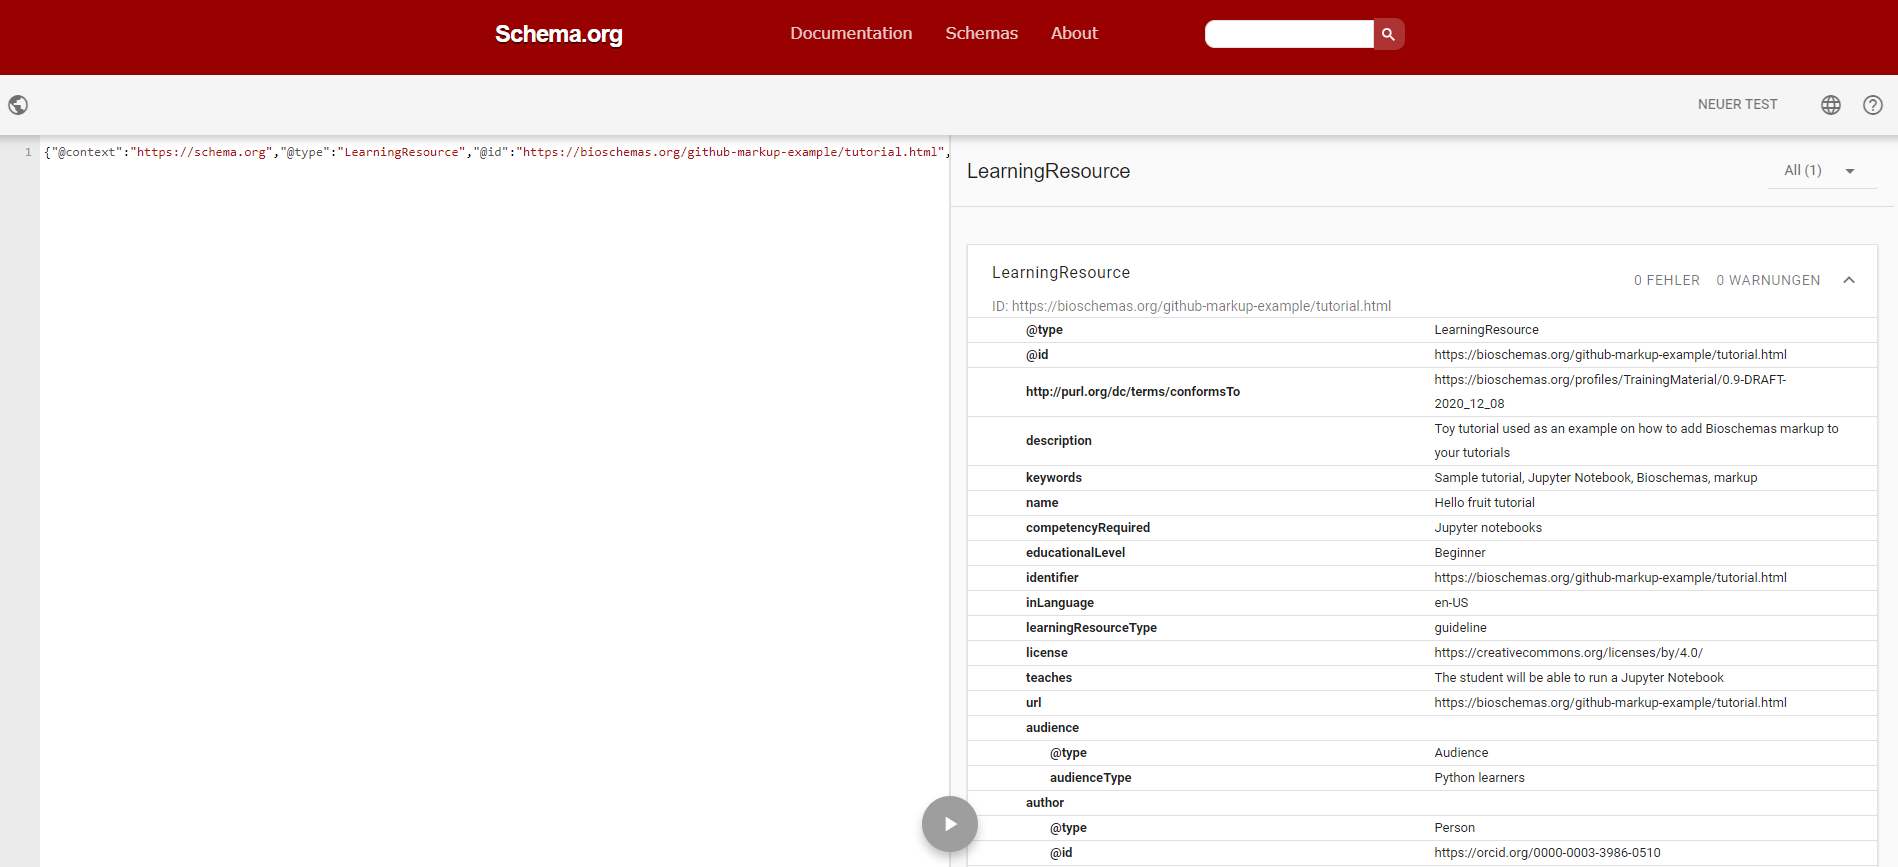 Schema.org Documentation Schemas About
NEUER TEST
1 {"@context":"https://schema.org","@type":"LearningResource","@id":"https://bioschemas.org/github-markup-example/tutorial.html",
LearningResource All (1)
LearningResource
0 FEHLER 0 WARNUNGEN
ID: https://bioschemas.org/github-markup-example/tutorial.html
@type LearningResource
@id https://bioschemas.org/github-markup-example/tutorial.html
http://purl.org/dc/terms/conformsTo https://bioschemas.org/profiles/TrainingMaterial/0.9-DRAFT-
2020_12_08
description Toy tutorial used as an example on how to add Bioschemas markup to
your tutorials
keywords Sample tutorial, Jupyter Notebook, Bioschemas, markup
name Hello fruit tutorial
competencyRequired Jupyter notebooks
educationalLevel Beginner
identifier https://bioschemas.org/github-markup-example/tutorial.html
inLanguage en-US
learningResourceType guideline
license https://creativecommons.org/licenses/by/4.0/
teaches The student will be able to run a Jupyter Notebook
url https://bioschemas.org/github-markup-example/tutorial.html
audience
@type Audience
audienceType Python learners
author
@type Person
@id https://orcid.org/0000-0003-3986-0510